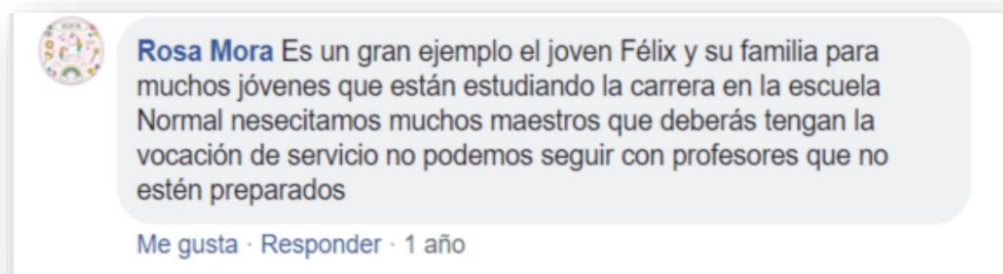 Rosa Mora Es un gran ejemplo el joven Félix y su familia para
muchos jóvenes que están estudiando la carrera en la escuela
Normal nesecitamos muchos maestros que deberás tengan la
vocación de servicio no podemos seguir con profesores que no
estén preparados
Me gusta · Responder · 1 año